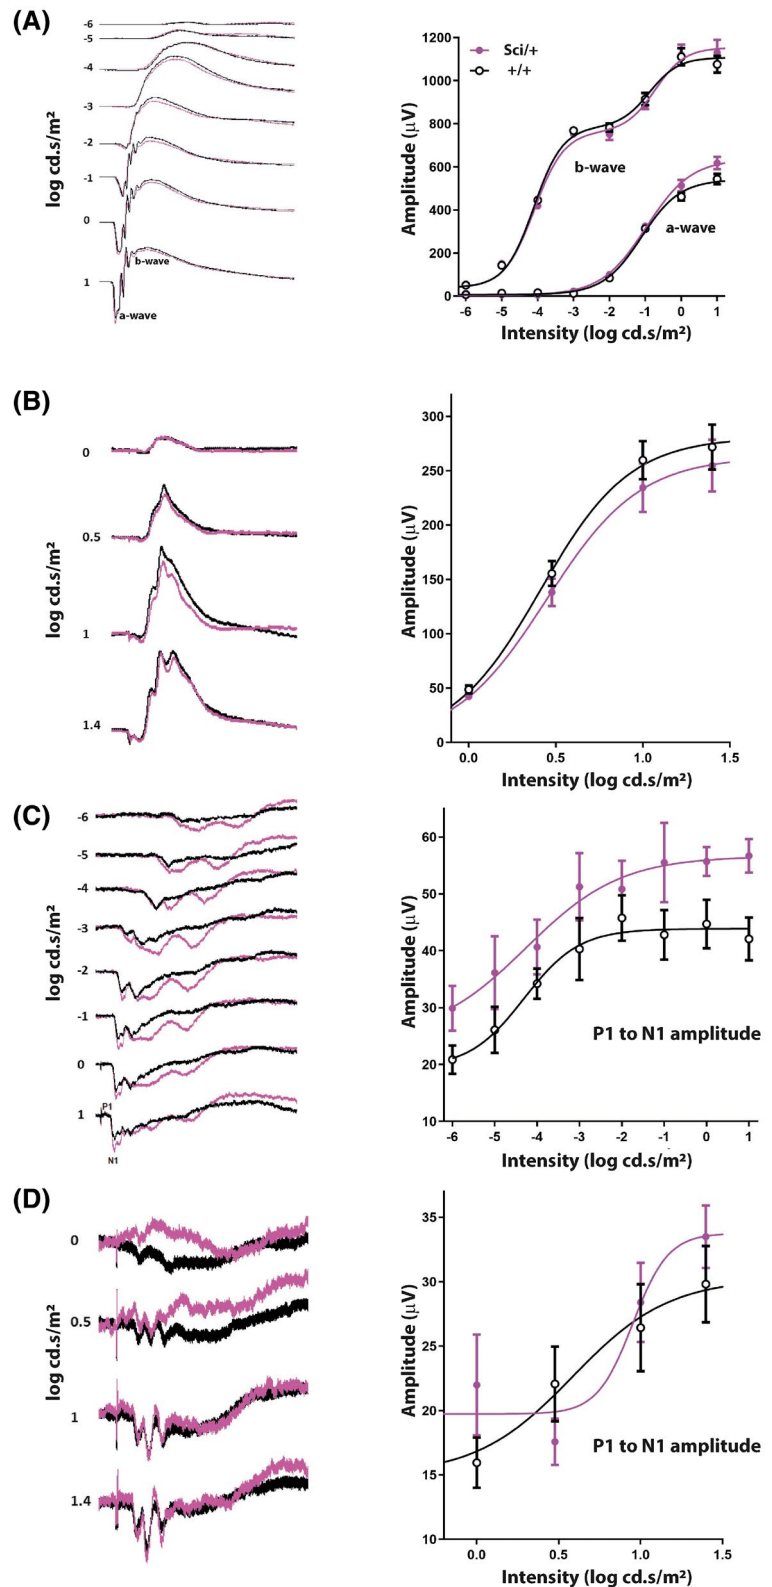 (A)
log cd.s/m²
-6
-5
-4
-3
-2
-1
0
1
b-wave
a-wave
Amplitude (µV)
1200
1000
800
600
400
200
0
Sci/+
+/+
b-wave
a-wave
-6 -5 -4 -3 -2 -1 0 1
Intensity (log cd.s/m²)
(B)
log cd.s/m²
0
0.5
1
1.4
Amplitude (µV)
300
250
200
150
100
50
0
0.0 0.5 1.0 1.5
Intensity (log cd.s/m²)
(C)
log cd.s/m²
-6
-5
-4
-3
-2
-1
0
1
P1
N1
Amplitude (µV)
60
50
40
30
20
10
P1 to N1 amplitude
-6 -5 -4 -3 -2 -1 0 1
Intensity (log cd.s/m²)
(D)
log cd.s/m²
0
0.5
1
1.4
Amplitude (µV)
35
30
25
20
15
10
P1 to N1 amplitude
0.0 0.5 1.0 1.5
Intensity (log cd.s/m²)